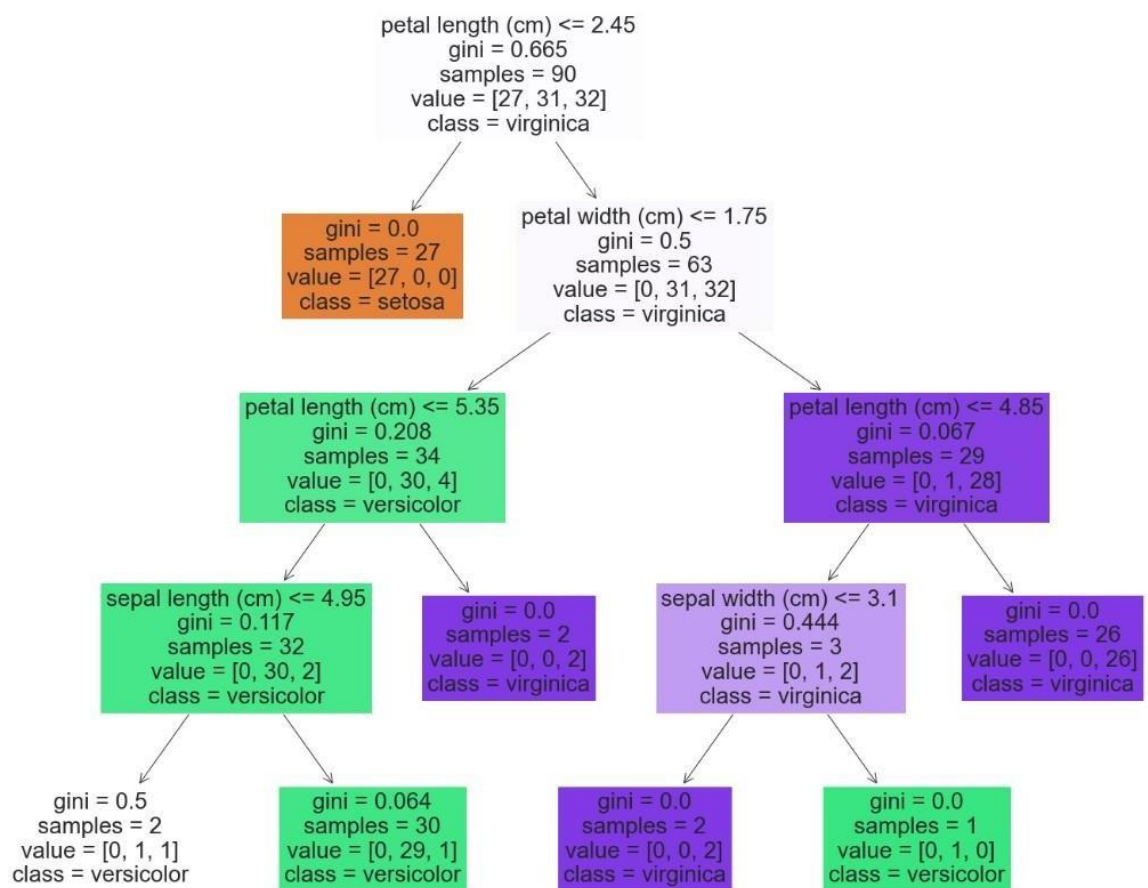 petal length (cm) <= 2.45
gini = 0.665
samples = 90
value = [27, 31, 32]
class = virginica
gini = 0.0
samples = 27
value = [27, 0, 0]
class = setosa
petal width (cm) <= 1.75
gini = 0.5
samples = 63
value = [0, 31, 32]
class = virginica
petal length (cm) <= 5.35
gini = 0.208
samples = 34
value = [0, 30, 4]
class = versicolor
petal length (cm) <= 4.85
gini = 0.067
samples = 29
value = [0, 1, 28]
class = virginica
sepal length (cm) <= 4.95
gini = 0.117
samples = 32
value = [0, 30, 2]
class = versicolor
gini = 0.0
samples = 2
value = [0, 0, 2]
class = virginica
sepal width (cm) <= 3.1
gini = 0.444
samples = 3
value = [0, 1, 2]
class = virginica
gini = 0.0
samples = 26
value = [0, 0, 26]
class = virginica
gini = 0.5
samples = 2
value = [0, 1, 1]
class = versicolor
gini = 0.064
samples = 30
value = [0, 29, 1]
class = versicolor
gini = 0.0
samples = 2
value = [0, 0, 2]
class = virginica
gini = 0.0
samples = 1
value = [0, 1, 0]
class = versicolor